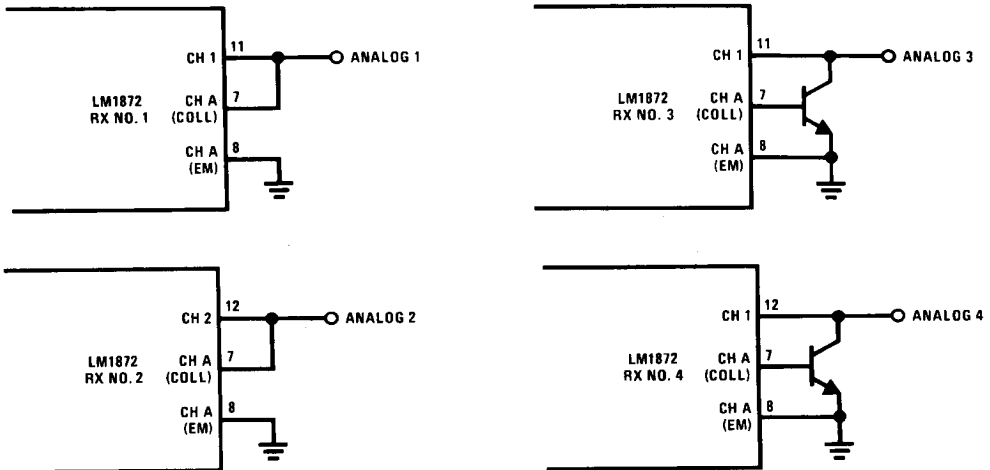 CH 1 11 ANALOG 1
LM1872
RX NO. 1
CH A 7
(COLL)
CH A 8
(EM)
CH 1 11 ANALOG 3
LM1872
RX NO. 3
CH A 7
(COLL)
CH A 8
(EM)
CH 2 12 ANALOG 2
LM1872
RX NO. 2
CH A 7
(COLL)
CH A 8
(EM)
CH 1 12 ANALOG 4
LM1872
RX NO. 4
CH A 7
(COLL)
CH A 8
(EM)